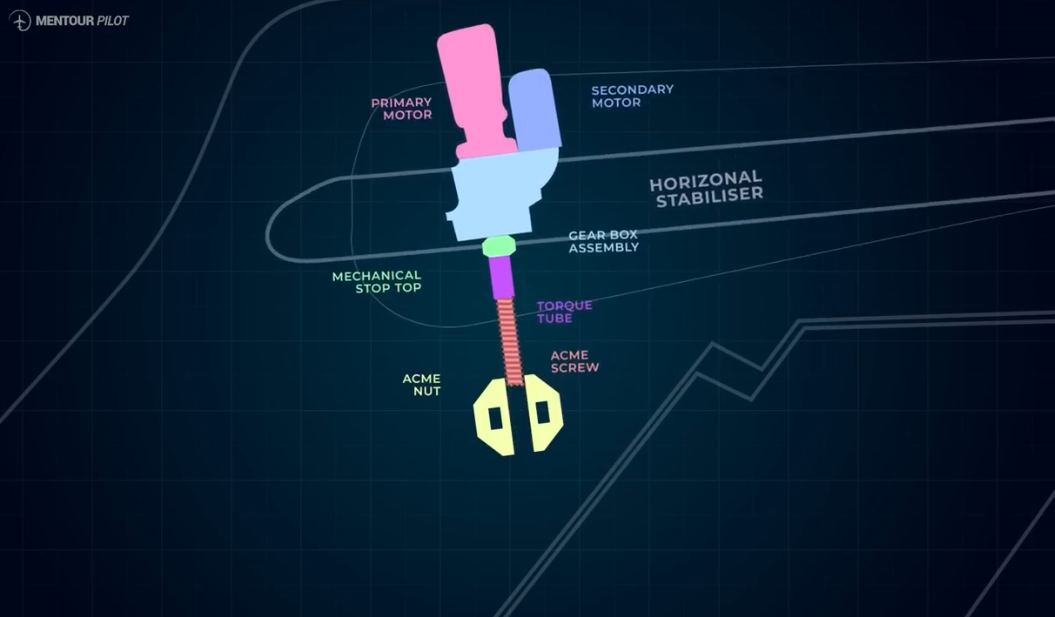 MENTOUR PILOT
PRIMARY
MOTOR
SECONDARY
MOTOR
HORIZONAL
STABILISER
GEAR BOX
ASSEMBLY
MECHANICAL
STOP TOP
TORQUE
TUBE
ACME
SCREW
ACME
NUT